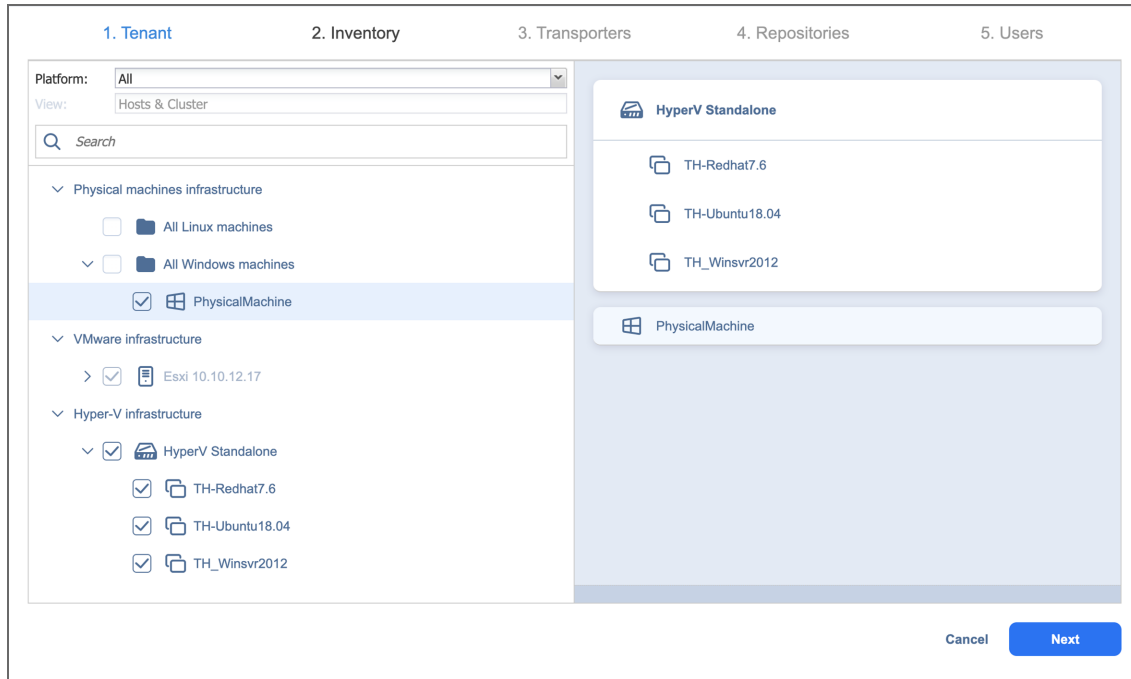 1. Tenant 2. Inventory 3. Transporters 4. Repositories 5. Users
Platform: All
View: Hosts & Cluster
Search
Physical machines infrastructure
All Linux machines
All Windows machines
PhysicalMachine
VMware infrastructure
Esxi 10.10.12.17
Hyper-V infrastructure
HyperV Standalone
TH-Redhat7.6
TH-Ubuntu18.04
TH_Winsvr2012
HyperV Standalone
TH-Redhat7.6
TH-Ubuntu18.04
TH_Winsvr2012
PhysicalMachine
Cancel Next